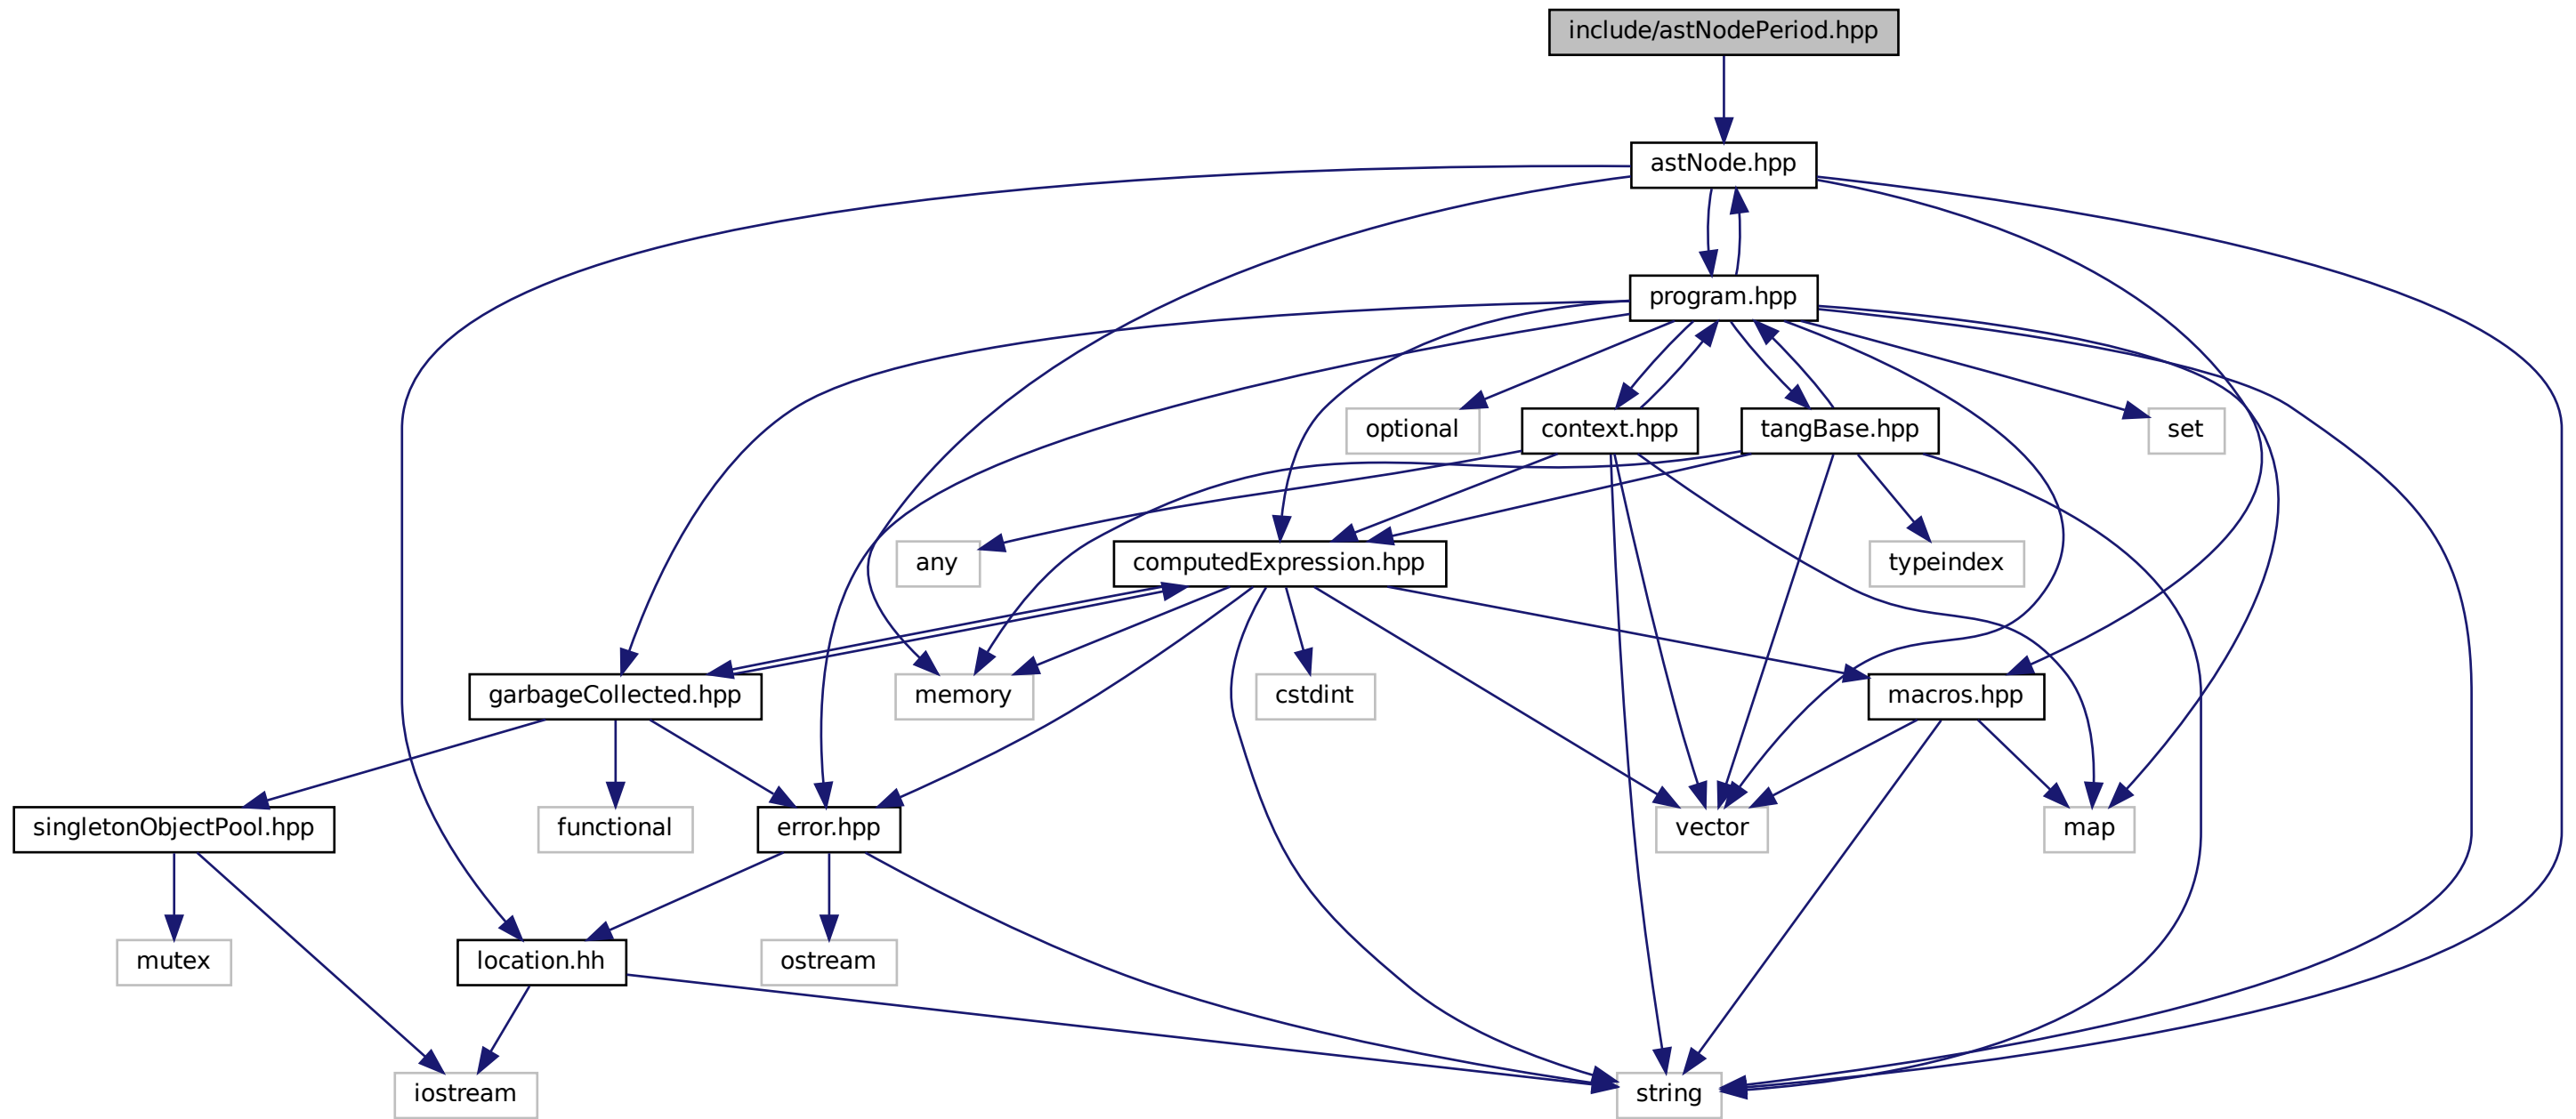 include/astNodePeriod.hpp
astNode.hpp
program.hpp
optional
context.hpp
tangBase.hpp
set
any
computedExpression.hpp
typeindex
garbageCollected.hpp
memory
cstdint
macros.hpp
singletonObjectPool.hpp
functional
error.hpp
vector
map
mutex
location.hh
ostream
iostream
string